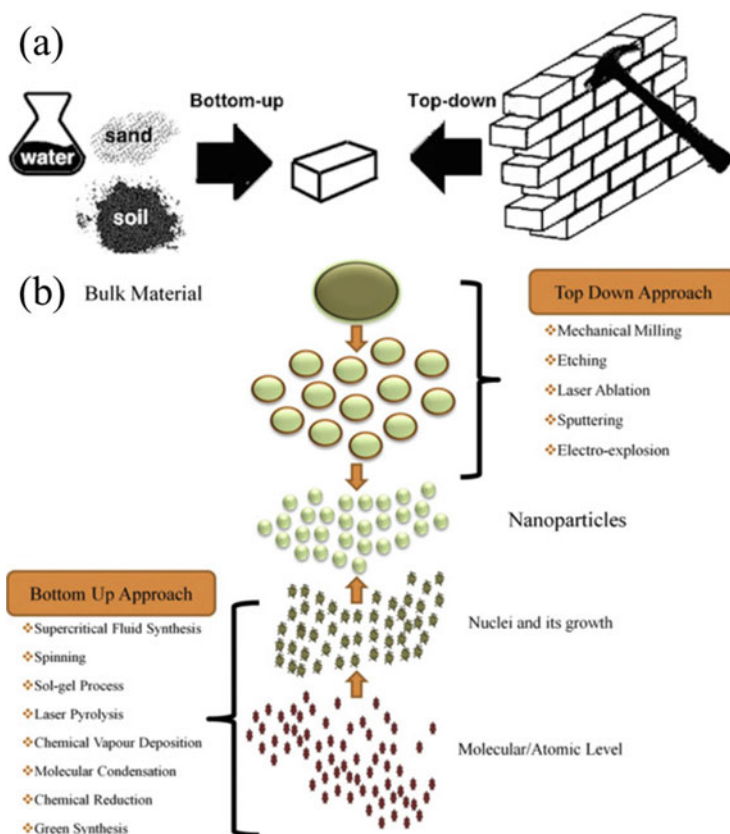 (a)
Bottom-up
Top-down
water
sand
soil
(b)
Bulk Material
Top Down Approach
❖Mechanical Milling
❖Etching
❖Laser Ablation
❖Sputtering
❖Electro-explosion
Nanoparticles
Bottom Up Approach
❖Supercritical Fluid Synthesis
❖Spinning
❖Sol-gel Process
❖Laser Pyrolysis
❖Chemical Vapour Deposition
❖Molecular Condensation
❖Chemical Reduction
❖Green Synthesis
Nuclei and its growth
Molecular/Atomic Level